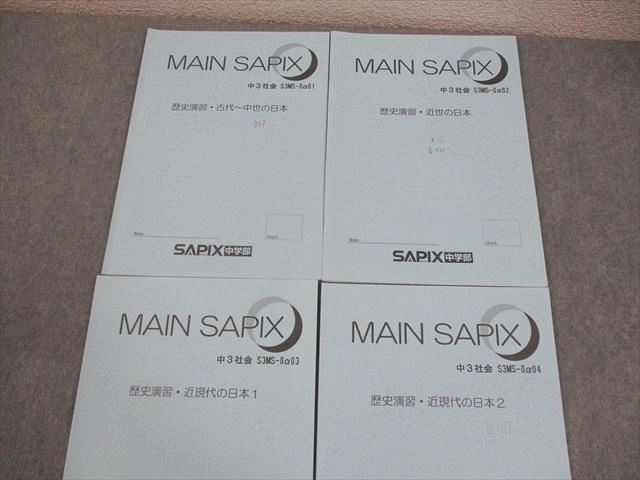 MAIN SAPIX
中3社会 S3MS-0α01
歴史演習・古代～中世の日本
Name
Check
SAPIX中学部
MAIN SAPIX
中3社会 S3MS-0α02
歴史演習・近世の日本
Name
Check
SAPIX中学部
MAIN SAPIX
中3社会 S3MS-0α03
歴史演習・近現代の日本1
MAIN SAPIX
中3社会 S3MS-0α04
歴史演習・近現代の日本2